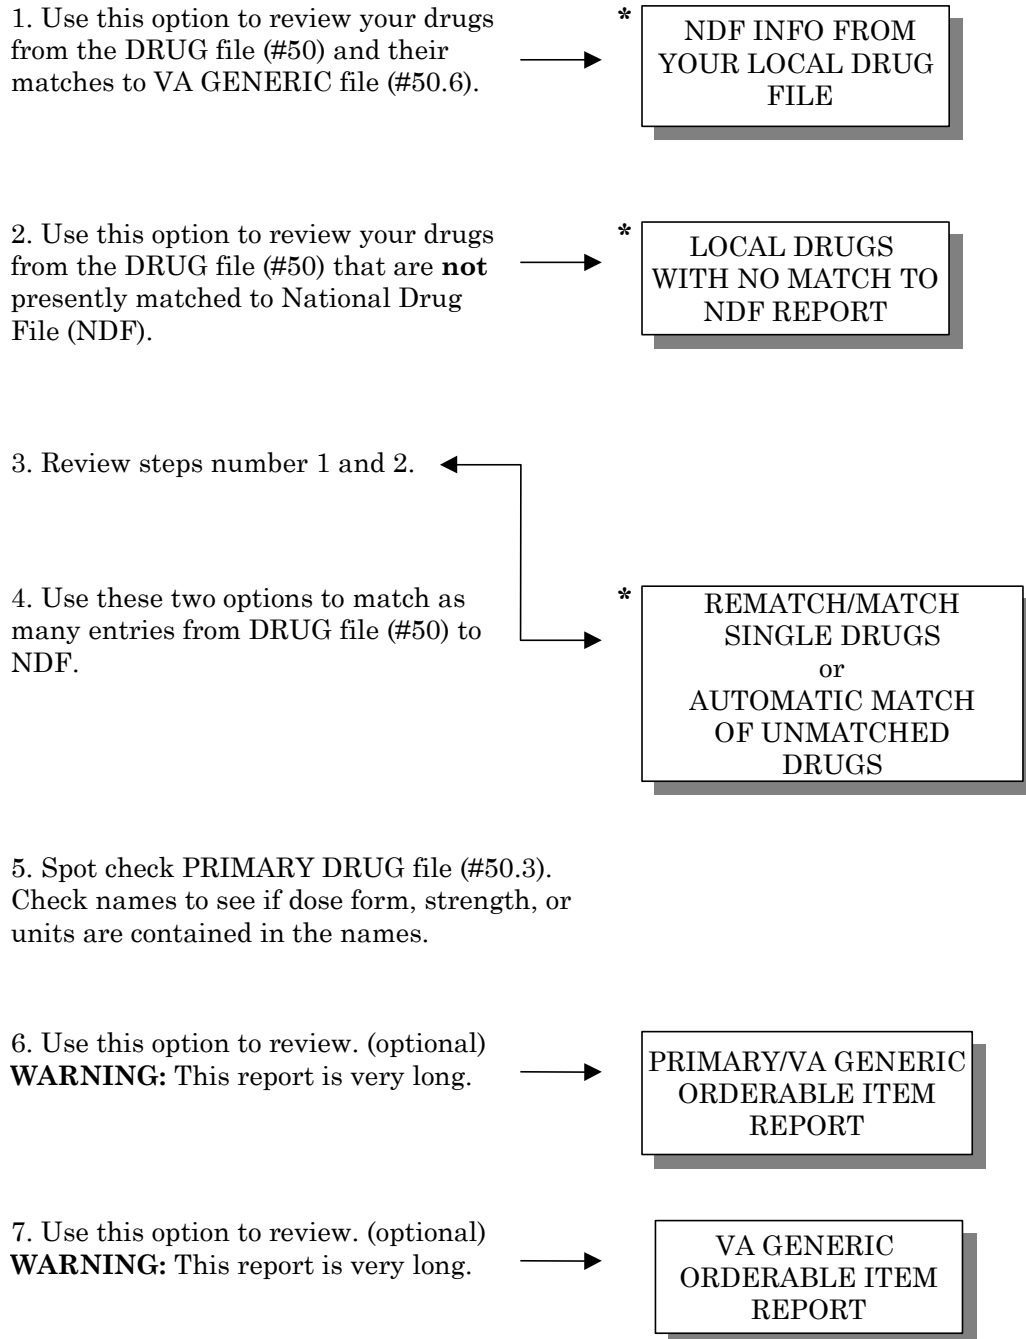 1. Use this option to review your drugs
from the DRUG file (#50) and their
matches to VA GENERIC file (#50.6).
*
NDF INFO FROM
YOUR LOCAL DRUG
FILE
2. Use this option to review your drugs
from the DRUG file (#50) that are not
presently matched to National Drug
File (NDF).
*
LOCAL DRUGS
WITH NO MATCH TO
NDF REPORT
3. Review steps number 1 and 2.
4. Use these two options to match as
many entries from DRUG file (#50) to
NDF.
*
REMATCH/MATCH
SINGLE DRUGS
or
AUTOMATIC MATCH
OF UNMATCHED
DRUGS
5. Spot check PRIMARY DRUG file (#50.3).
Check names to see if dose form, strength, or
units are contained in the names.
6. Use this option to review. (optional)
WARNING: This report is very long.
PRIMARY/VA GENERIC
ORDERABLE ITEM
REPORT
7. Use this option to review. (optional)
WARNING: This report is very long.
VA GENERIC
ORDERABLE ITEM
REPORT